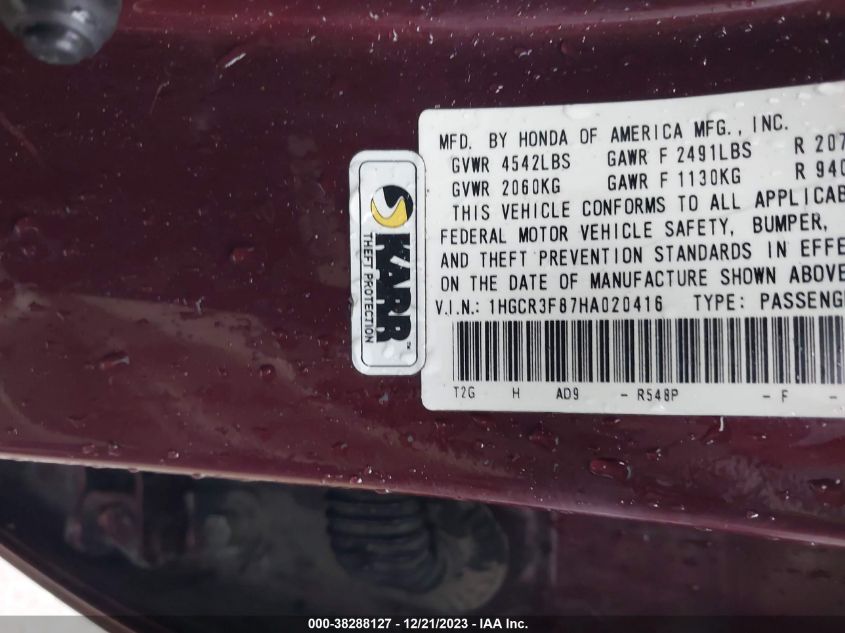 MFD. BY HONDA OF AMERICA MFG., INC.
GVWR 4542LBS GAWR F 2491LBS R 207
GVWR 2060KG GAWR F 1130KG R 940
THIS VEHICLE CONFORMS TO ALL APPLICAB
FEDERAL MOTOR VEHICLE SAFETY, BUMPER,
AND THEFT PREVENTION STANDARDS IN EFFE
ON THE DATE OF MANUFACTURE SHOWN ABOVE
V.I.N.: 1HGCR3F87HA020416 TYPE: PASSENG
T2G H AD9 - R548P - F -
KARR™
THEFT PROTECTION
000-38288127 - 12/21/2023 - IAA Inc.